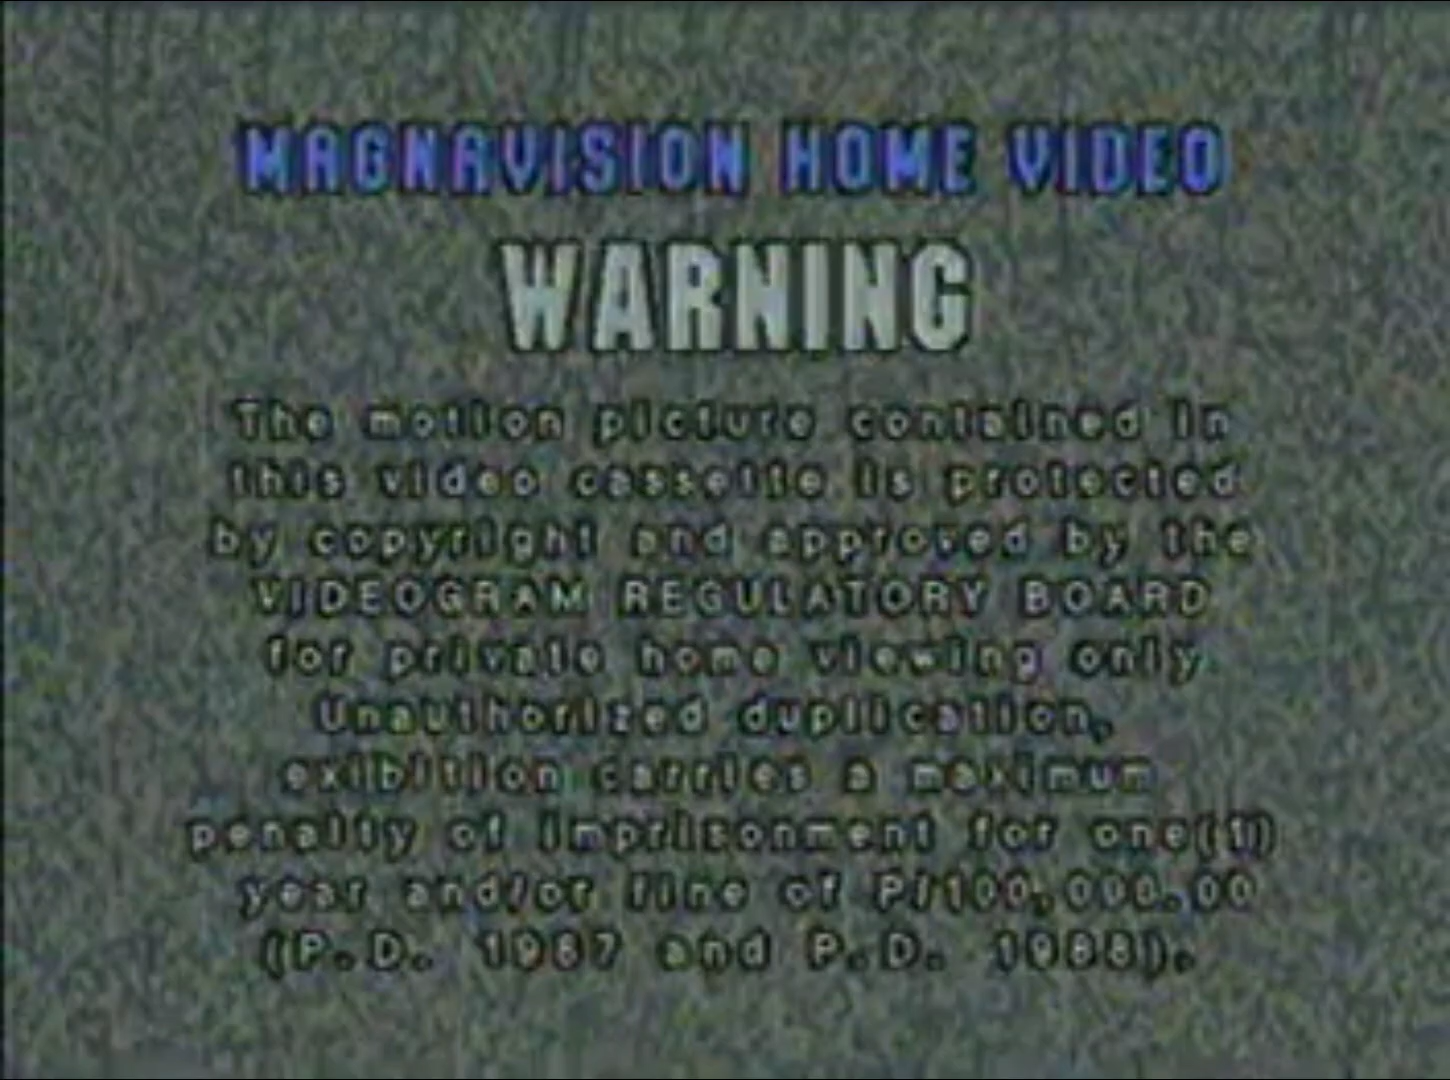 MAGNAVISION HOME VIDEO
WARNING
The motion picture contained in
this video cassette is protected
by copyright and approved by the
VIDEOGRAM REGULATORY BOARD
for private home viewing only
Unauthorized duplication,
exibition carries a maximum
penalty of imprisonment for one(1)
year and/or fine of P/100,000.00
(P.D. 1987 and P.D. 1988).